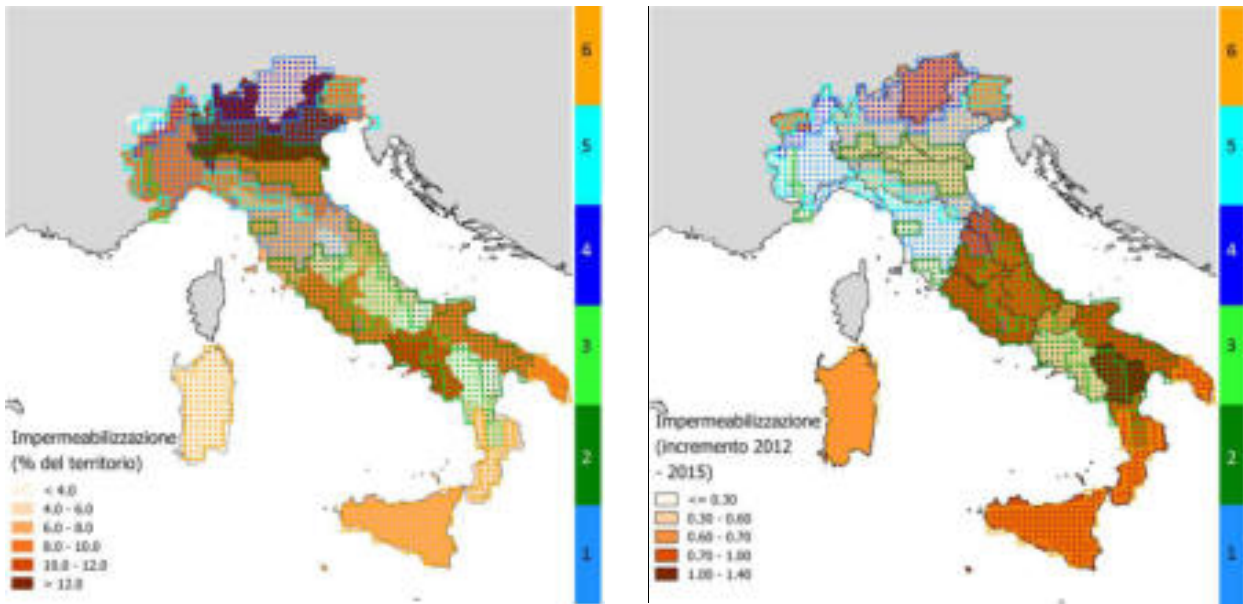 6
5
4
3
2
1
Impermeabilizzazione
(% del territorio)
< 4.0
4.0 - 6.0
6.0 - 8.0
8.0 - 10.0
10.0 - 12.0
> 12.0
6
5
4
3
2
1
Impermeabilizzazione
(incremento 2012
- 2015)
<= 0.30
0.30 - 0.60
0.60 - 0.70
0.70 - 1.00
1.00 - 1.40